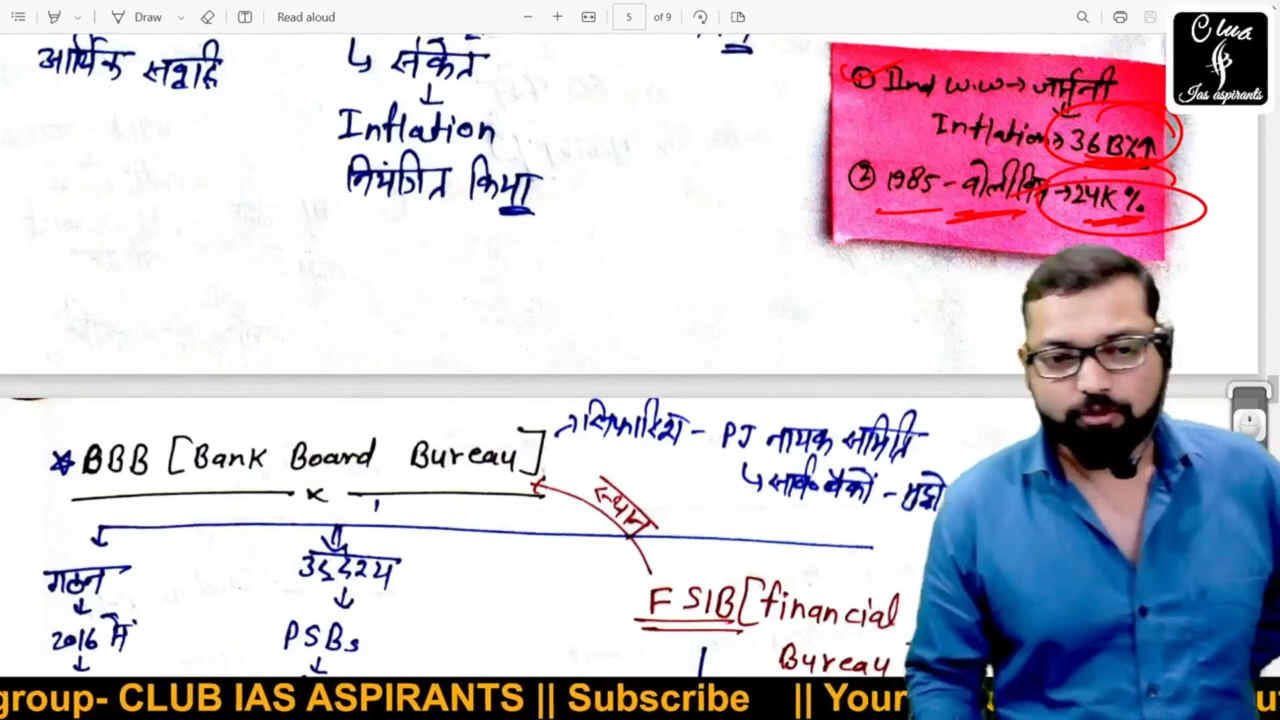 Draw
Read aloud
5 of 9
Club
Ias aspirants
आर्थिक
↳ संकेत
↓
Inflation
नियंत्रित किया
① IInd W.W → जर्मनी
Inflation → 36 B%↑
② 1985 - बोलीविया → 24K %
* BBB [Bank Board Bureau]
→ सिफारिश - PJ नायक समिति
स्थान
गठन
↓
2016 में
↓
उद्देश्य
↓
PSBs
↓
FSIB [financial
Bureau
group- CLUB IAS ASPIRANTS || Subscribe || Your